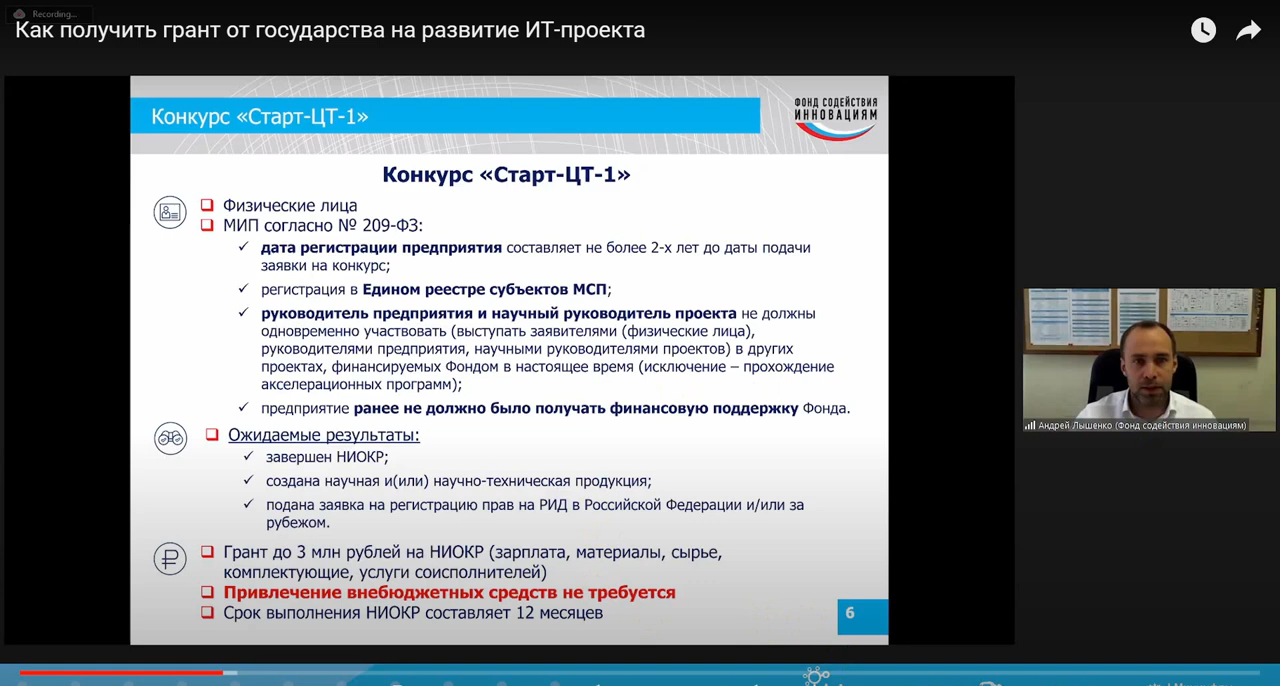 Recording...
Как получить грант от государства на развитие ИТ-проекта
Конкурс «Старт-ЦТ-1»
ФОНД СОДЕЙСТВИЯ
ИННОВАЦИЯМ
Конкурс «Старт-ЦТ-1»
Физические лица
МИП согласно № 209-ФЗ:
дата регистрации предприятия составляет не более 2-х лет до даты подачи
заявки на конкурс;
регистрация в Едином реестре субъектов МСП;
руководитель предприятия и научный руководитель проекта не должны
одновременно участвовать (выступать заявителями (физические лица),
руководителями предприятия, научными руководителями проектов) в других
проектах, финансируемых Фондом в настоящее время (исключение – прохождение
акселерационных программ);
предприятие ранее не должно было получать финансовую поддержку Фонда.
Ожидаемые результаты:
завершен НИОКР;
создана научная и(или) научно-техническая продукция;
подана заявка на регистрацию прав на РИД в Российской Федерации и/или за
рубежом.
Грант до 3 млн рублей на НИОКР (зарплата, материалы, сырье,
комплектующие, услуги соисполнителей)
Привлечение внебюджетных средств не требуется
Срок выполнения НИОКР составляет 12 месяцев
6
Андрей Лышенко (Фонд содействия инновациям)